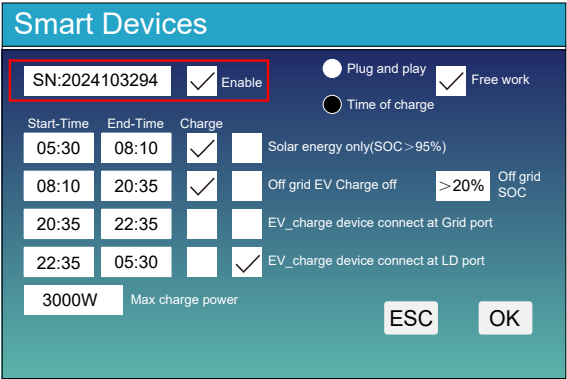 Smart Devices
SN:2024103294 Enable
Plug and play
Free work
Time of charge
Start-Time End-Time Charge
05:30 08:10 Solar energy only(SOC＞95%)
08:10 20:35 Off grid EV Charge off ＞20% Off grid SOC
20:35 22:35 EV_charge device connect at Grid port
22:35 05:30 EV_charge device connect at LD port
3000W Max charge power
ESC OK